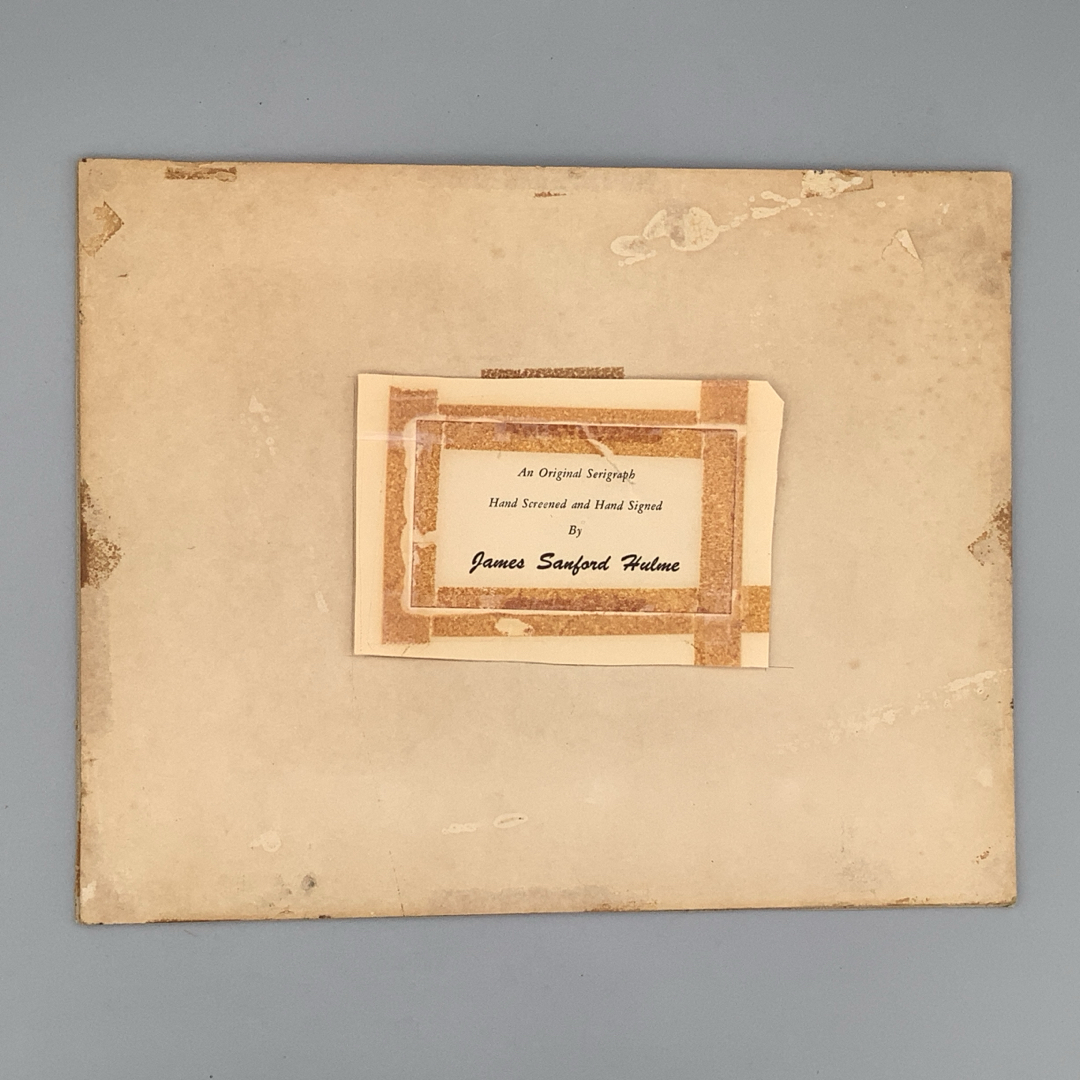 An Original Serigraph
Hand Screened and Hand Signed
By
James Sanford Hulme